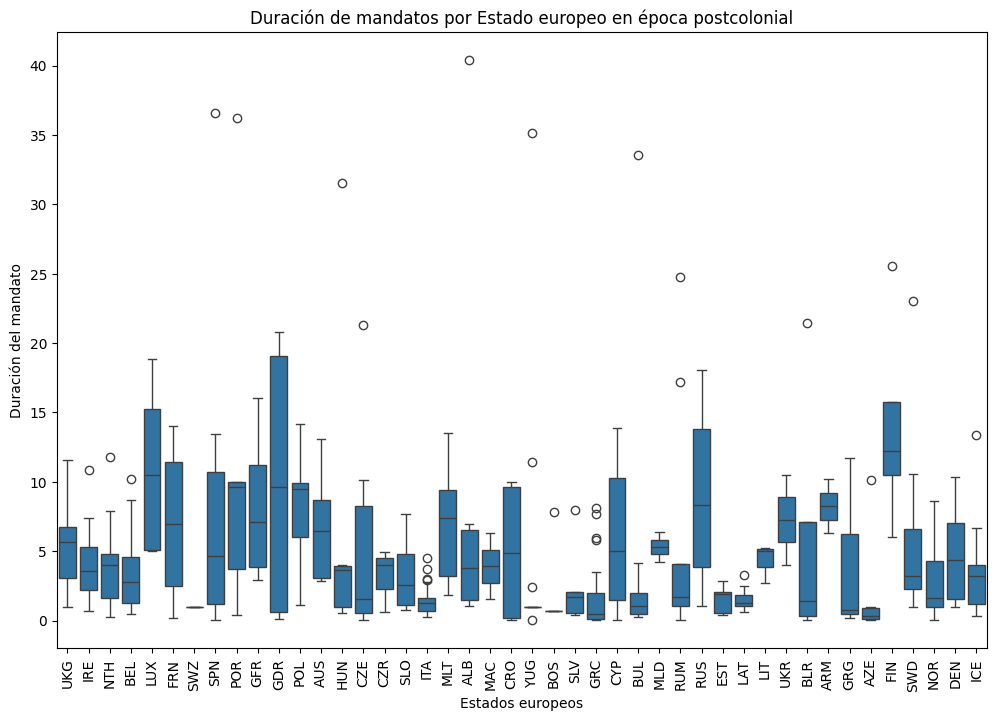 Duración de mandatos por Estado europeo en época postcolonial
Duración del mandato
40
35
30
25
20
15
10
5
0
UKG IRE NTH BEL LUX FRN SWZ SPN POR GFR GDR POL AUS HUN CZE CZR SLO ITA MLT ALB MAC CRO YUG BOS SLV GRC CYP BUL MLD RUM RUS EST LAT LIT UKR BLR ARM GRG AZE FIN SWD NOR DEN ICE
Estados europeos